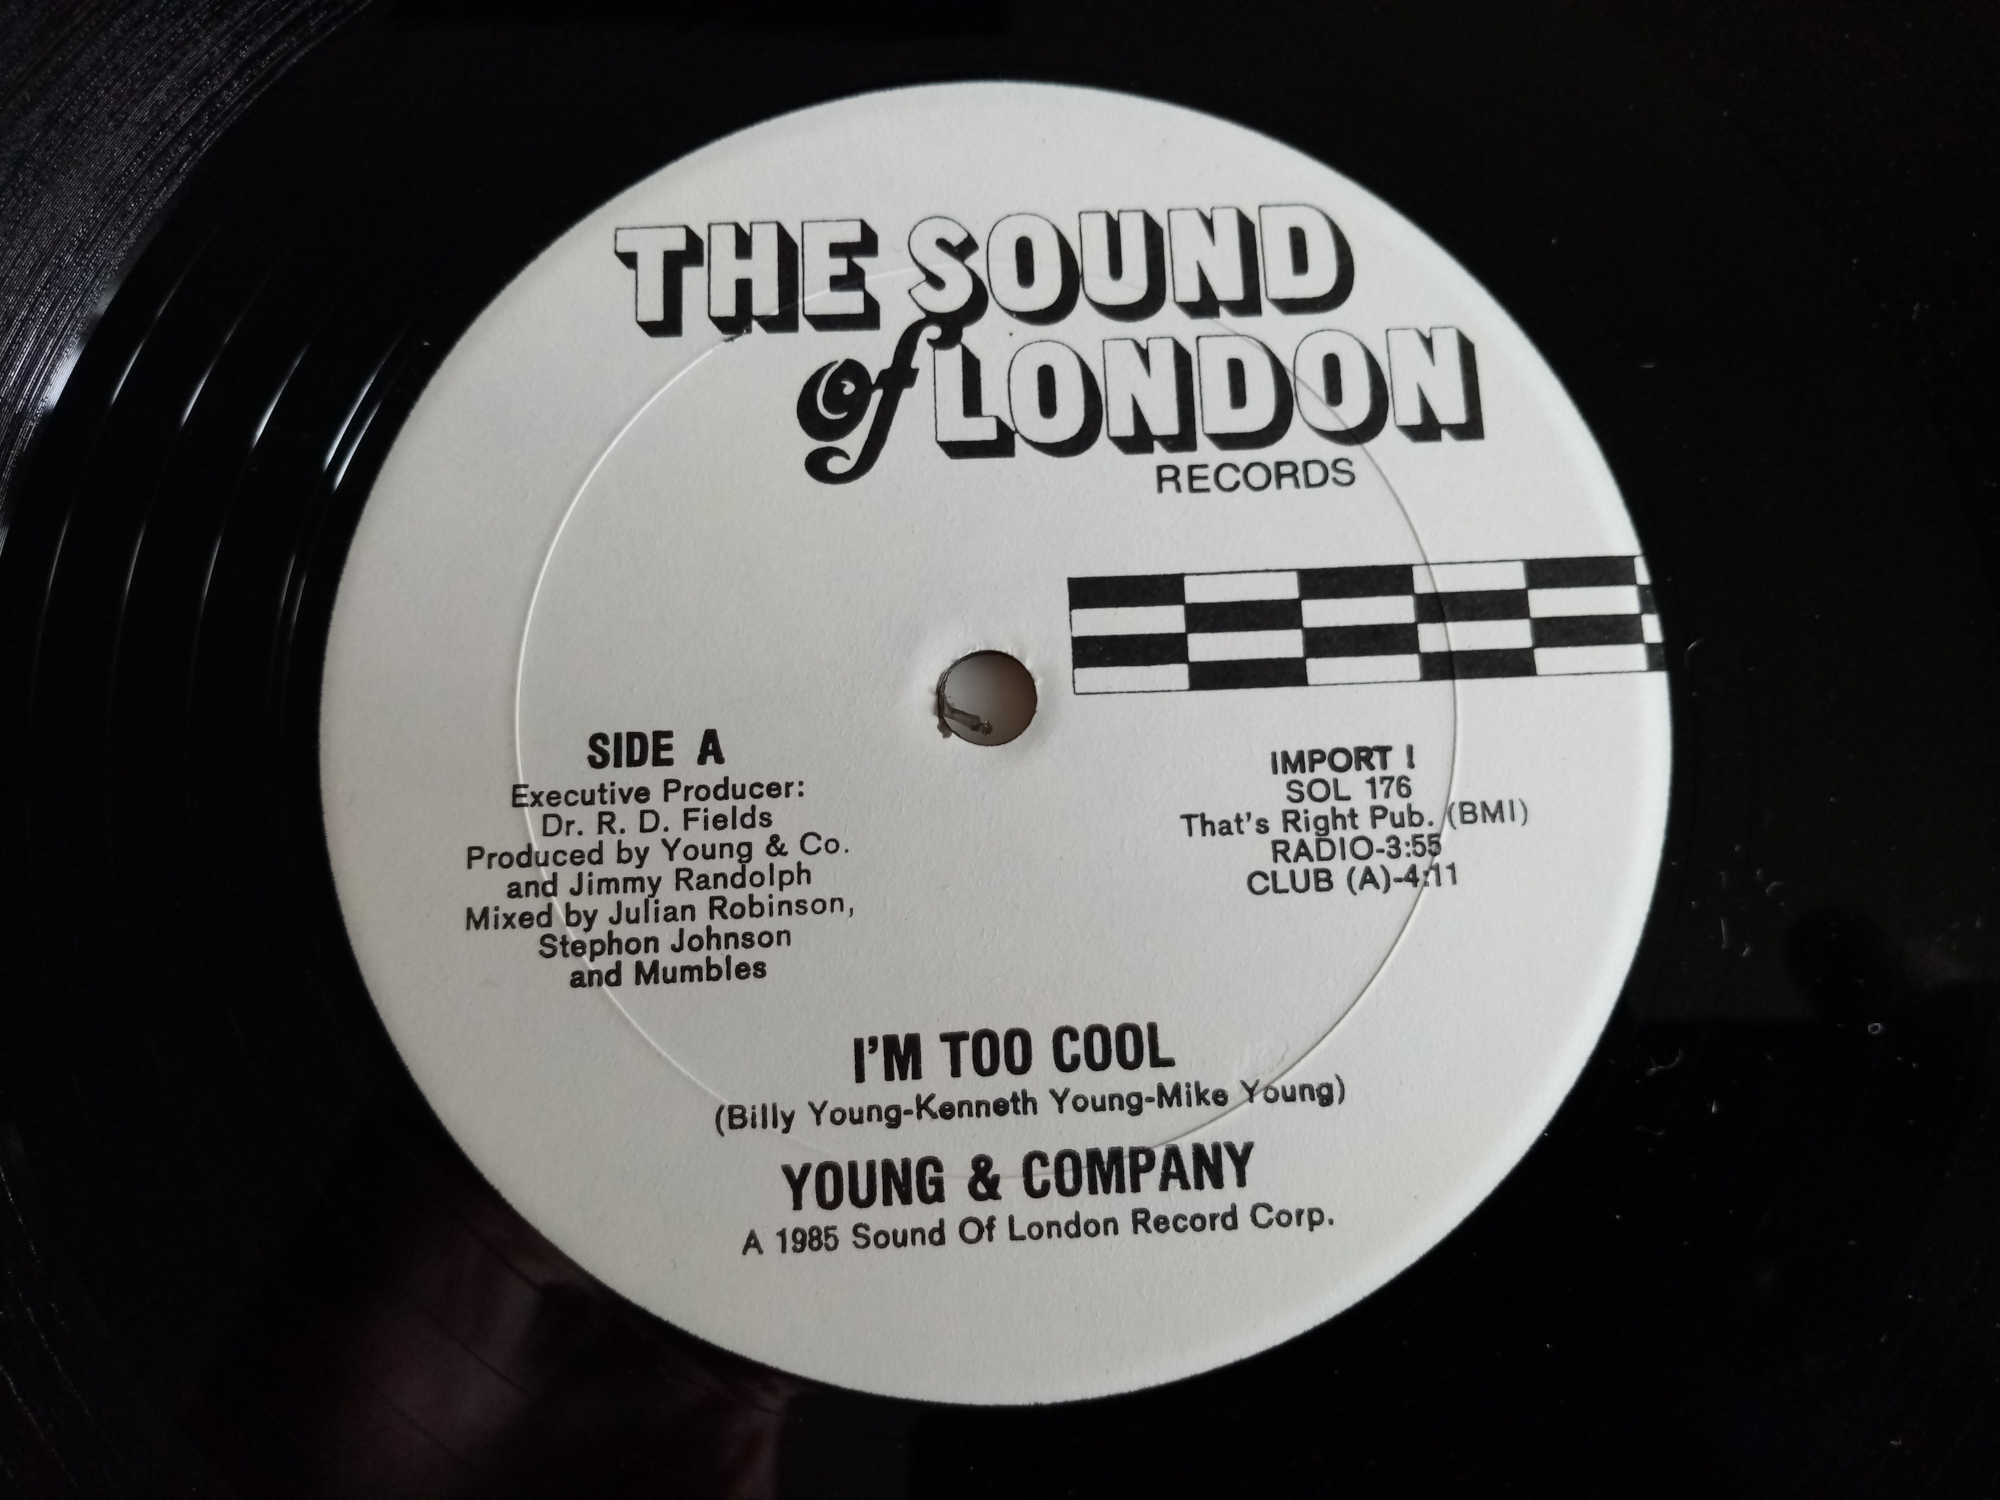 THE SOUND
of LONDON
RECORDS
SIDE A
Executive Producer:
Dr. R. D. Fields
Produced by Young & Co.
and Jimmy Randolph
Mixed by Julian Robinson,
Stephon Johnson
and Mumbles
IMPORT !
SOL 176
That's Right Pub. (BMI)
RADIO-3:55
CLUB (A)-4:11
I'M TOO COOL
(Billy Young-Kenneth Young-Mike Young)
YOUNG & COMPANY
A 1985 Sound Of London Record Corp.